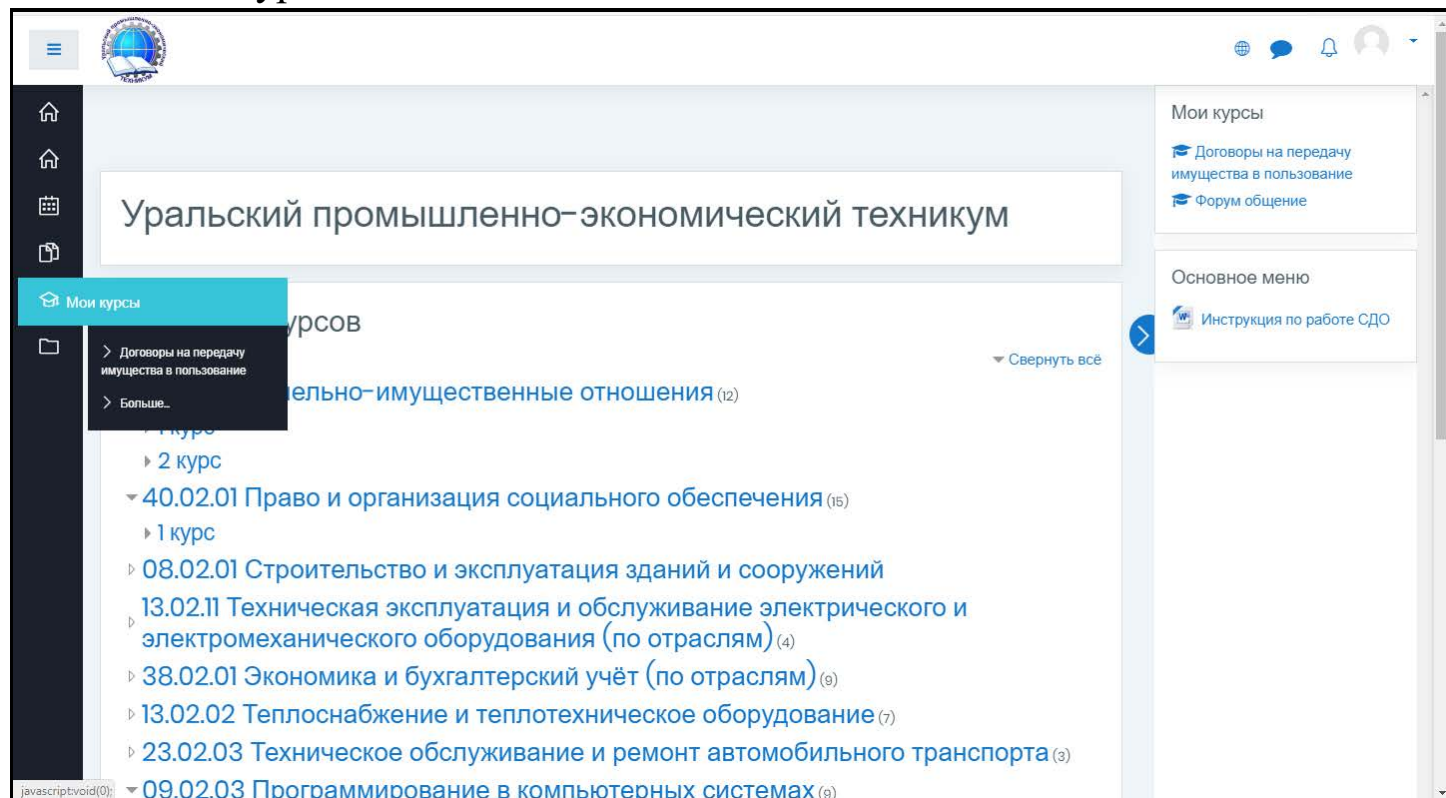 Уральский промышленно-экономический техникум
Мои курсы
Договоры на передачу
имущества в пользование
Больше...
урсов
Свернуть всё
ельно-имущественные отношения (12)
1 курс
2 курс
40.02.01 Право и организация социального обеспечения (15)
1 курс
08.02.01 Строительство и эксплуатация зданий и сооружений
13.02.11 Техническая эксплуатация и обслуживание электрического и
электромеханического оборудования (по отраслям) (4)
38.02.01 Экономика и бухгалтерский учёт (по отраслям) (9)
13.02.02 Теплоснабжение и теплотехническое оборудование (7)
23.02.03 Техническое обслуживание и ремонт автомобильного транспорта (3)
09.02.03 Программирование в компьютерных системах (9)
javascript:void(0);
Мои курсы
Договоры на передачу
имущества в пользование
Форум общение
Основное меню
Инструкция по работе СДО